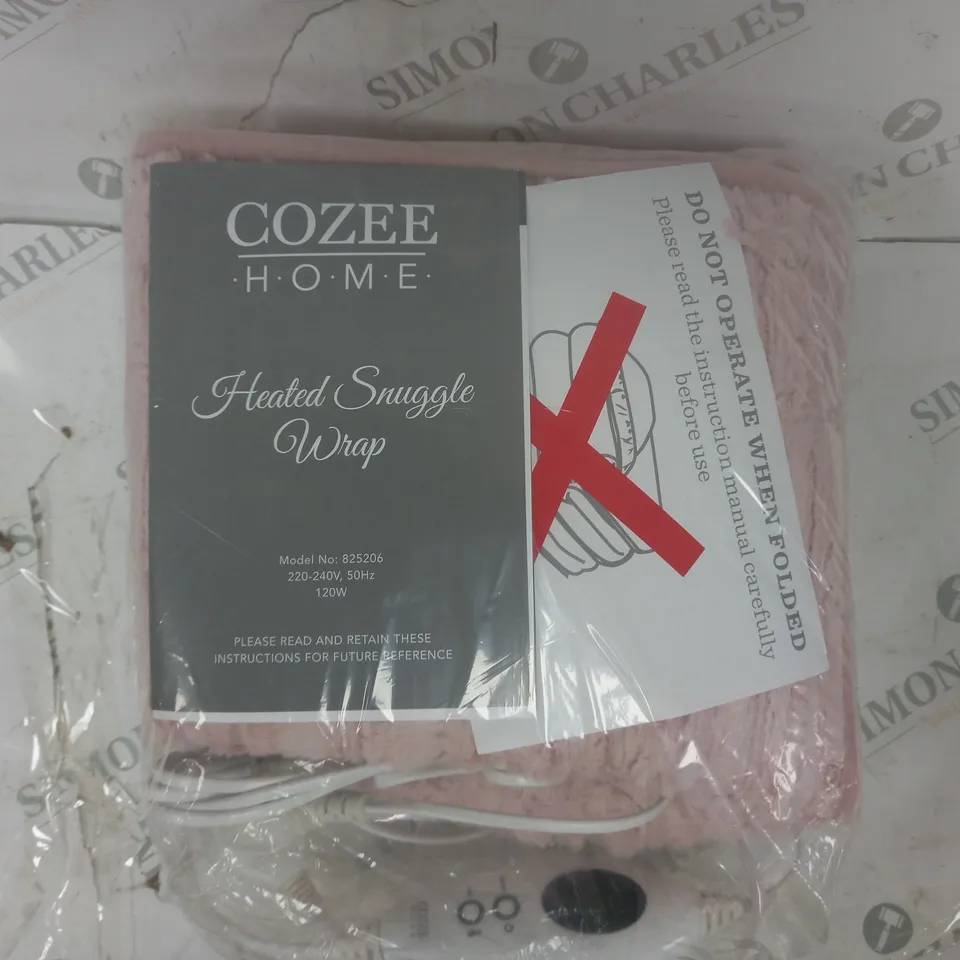 COZEE
·H·O·M·E·
Heated Snuggle
Wrap
Model No: 825206
220-240V, 50Hz
120W
PLEASE READ AND RETAIN THESE
INSTRUCTIONS FOR FUTURE REFERENCE
DO NOT OPERATE WHEN FOLDED
Please read the instruction manual carefully
before use
SIMON CHARLES